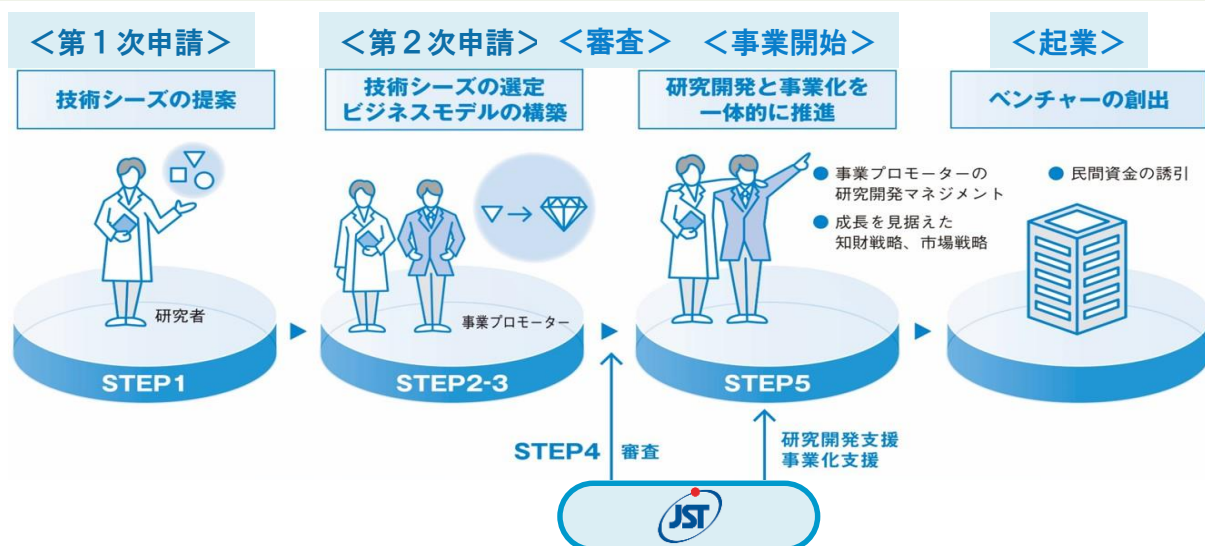 ＜第１次申請＞
＜第２次申請＞ ＜審査＞ ＜事業開始＞
＜起業＞
技術シーズの提案
技術シーズの選定
ビジネスモデルの構築
研究開発と事業化を
一体的に推進
ベンチャーの創出
● 事業プロモーターの
研究開発マネジメント
● 成長を見据えた
知財戦略、市場戦略
● 民間資金の誘引
研究者
事業プロモーター
STEP1
STEP2-3
STEP5
STEP4 審査
研究開発支援
事業化支援
JST